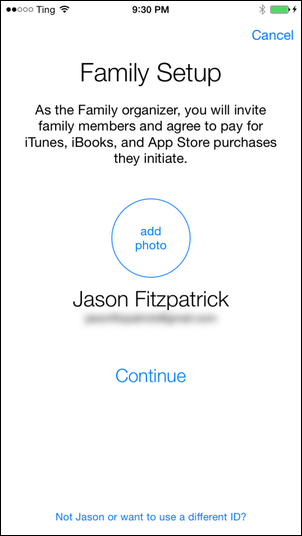 Ting 9:30 PM
Cancel
Family Setup
As the Family organizer, you will invite
family members and agree to pay for
iTunes, iBooks, and App Store purchases
they initiate.
add
photo
Jason Fitzpatrick
Continue
Not Jason or want to use a different ID?